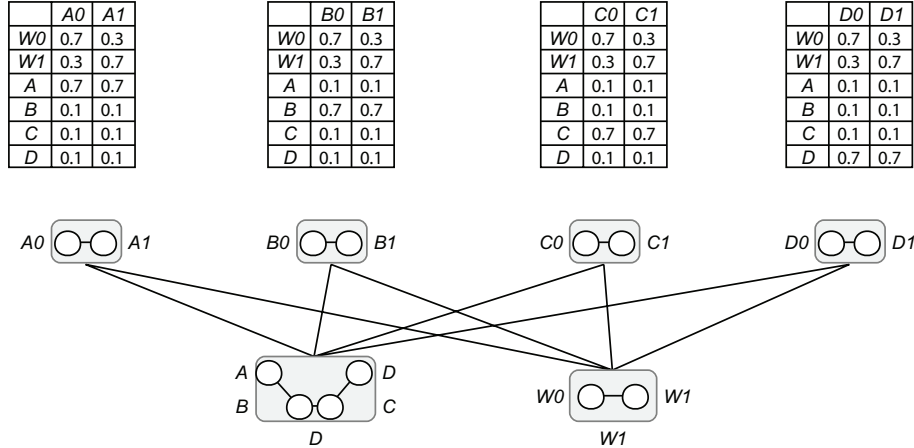 A0 A1 B0 B1 C0 C1 D0 D1
W0 0.7 0.3 W0 0.7 0.3 W0 0.7 0.3 W0 0.7 0.3
W1 0.3 0.7 W1 0.3 0.7 W1 0.3 0.7 W1 0.3 0.7
A 0.7 0.7 A 0.1 0.1 A 0.1 0.1 A 0.1 0.1
B 0.1 0.1 B 0.7 0.7 B 0.1 0.1 B 0.1 0.1
C 0.1 0.1 C 0.1 0.1 C 0.7 0.7 C 0.1 0.1
D 0.1 0.1 D 0.1 0.1 D 0.1 0.1 D 0.7 0.7
A0 A1 B0 B1 C0 C1 D0 D1
A D
W0 W1
B C
D W1